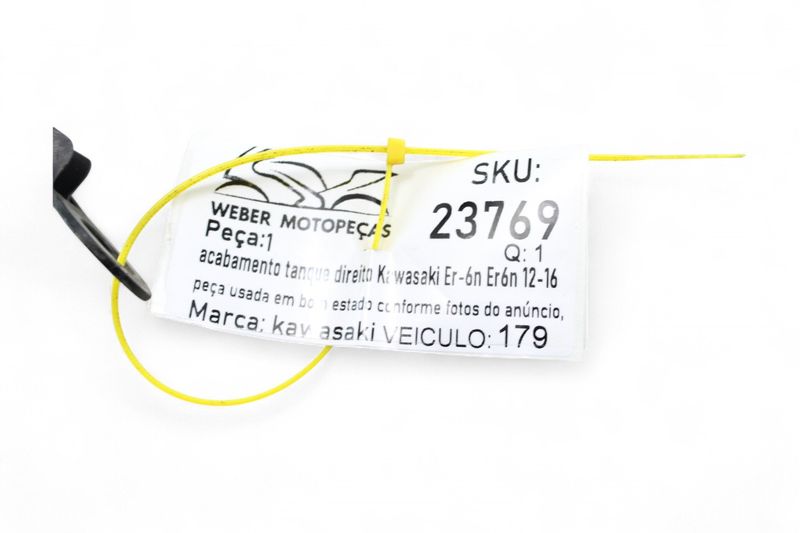 SKU:
WEBER MOTOPEÇAS
23769
Peça:1
Q: 1
acabamento tanque direito Kawasaki Er-6n Er6n 12-16
peça usada em bom estado conforme fotos do anúncio,
Marca: kawasaki VEICULO: 179